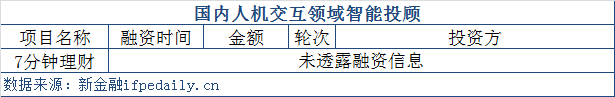 国内人机交互领域智能投顾
项目名称 融资时间 金额 轮次 投资方
7分钟理财 未透露融资信息
数据来源：新金融ifpedaily.cn